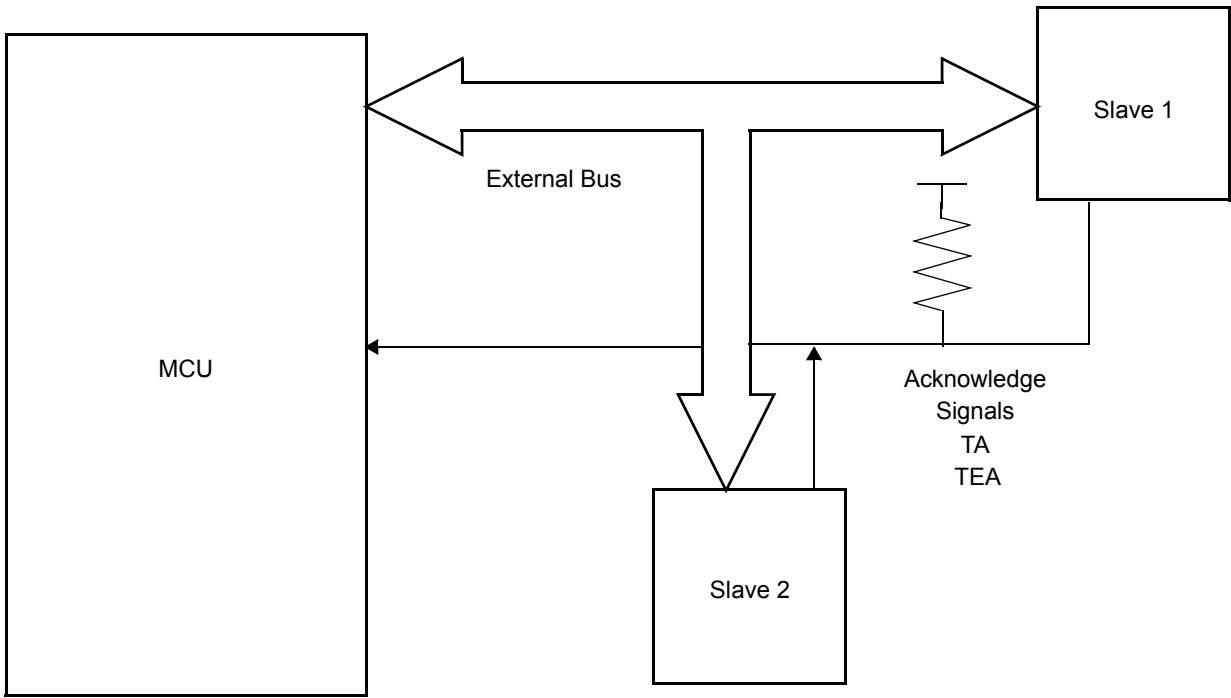 Slave 1
External Bus
MCU
Acknowledge
Signals
TA
TEA
Slave 2